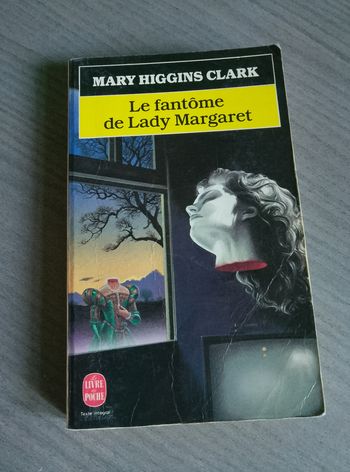 MARY HIGGINS CLARK
Le fantôme
de Lady Margaret
Le
LIVRE
de
POCHE
Texte intégral